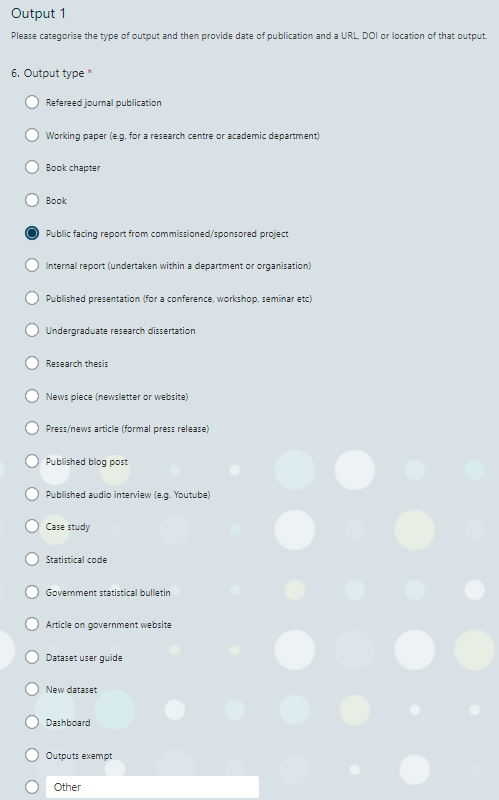 Output 1
Please categorise the type of output and then provide date of publication and a URL, DOI or location of that output.
6. Output type *
Refereed journal publication
Working paper (e.g. for a research centre or academic department)
Book chapter
Book
Public facing report from commissioned/sponsored project
Internal report (undertaken within a department or organisation)
Published presentation (for a conference, workshop, seminar etc)
Undergraduate research dissertation
Research thesis
News piece (newsletter or website)
Press/news article (formal press release)
Published blog post
Published audio interview (e.g. Youtube)
Case study
Statistical code
Government statistical bulletin
Article on government website
Dataset user guide
New dataset
Dashboard
Outputs exempt
Other